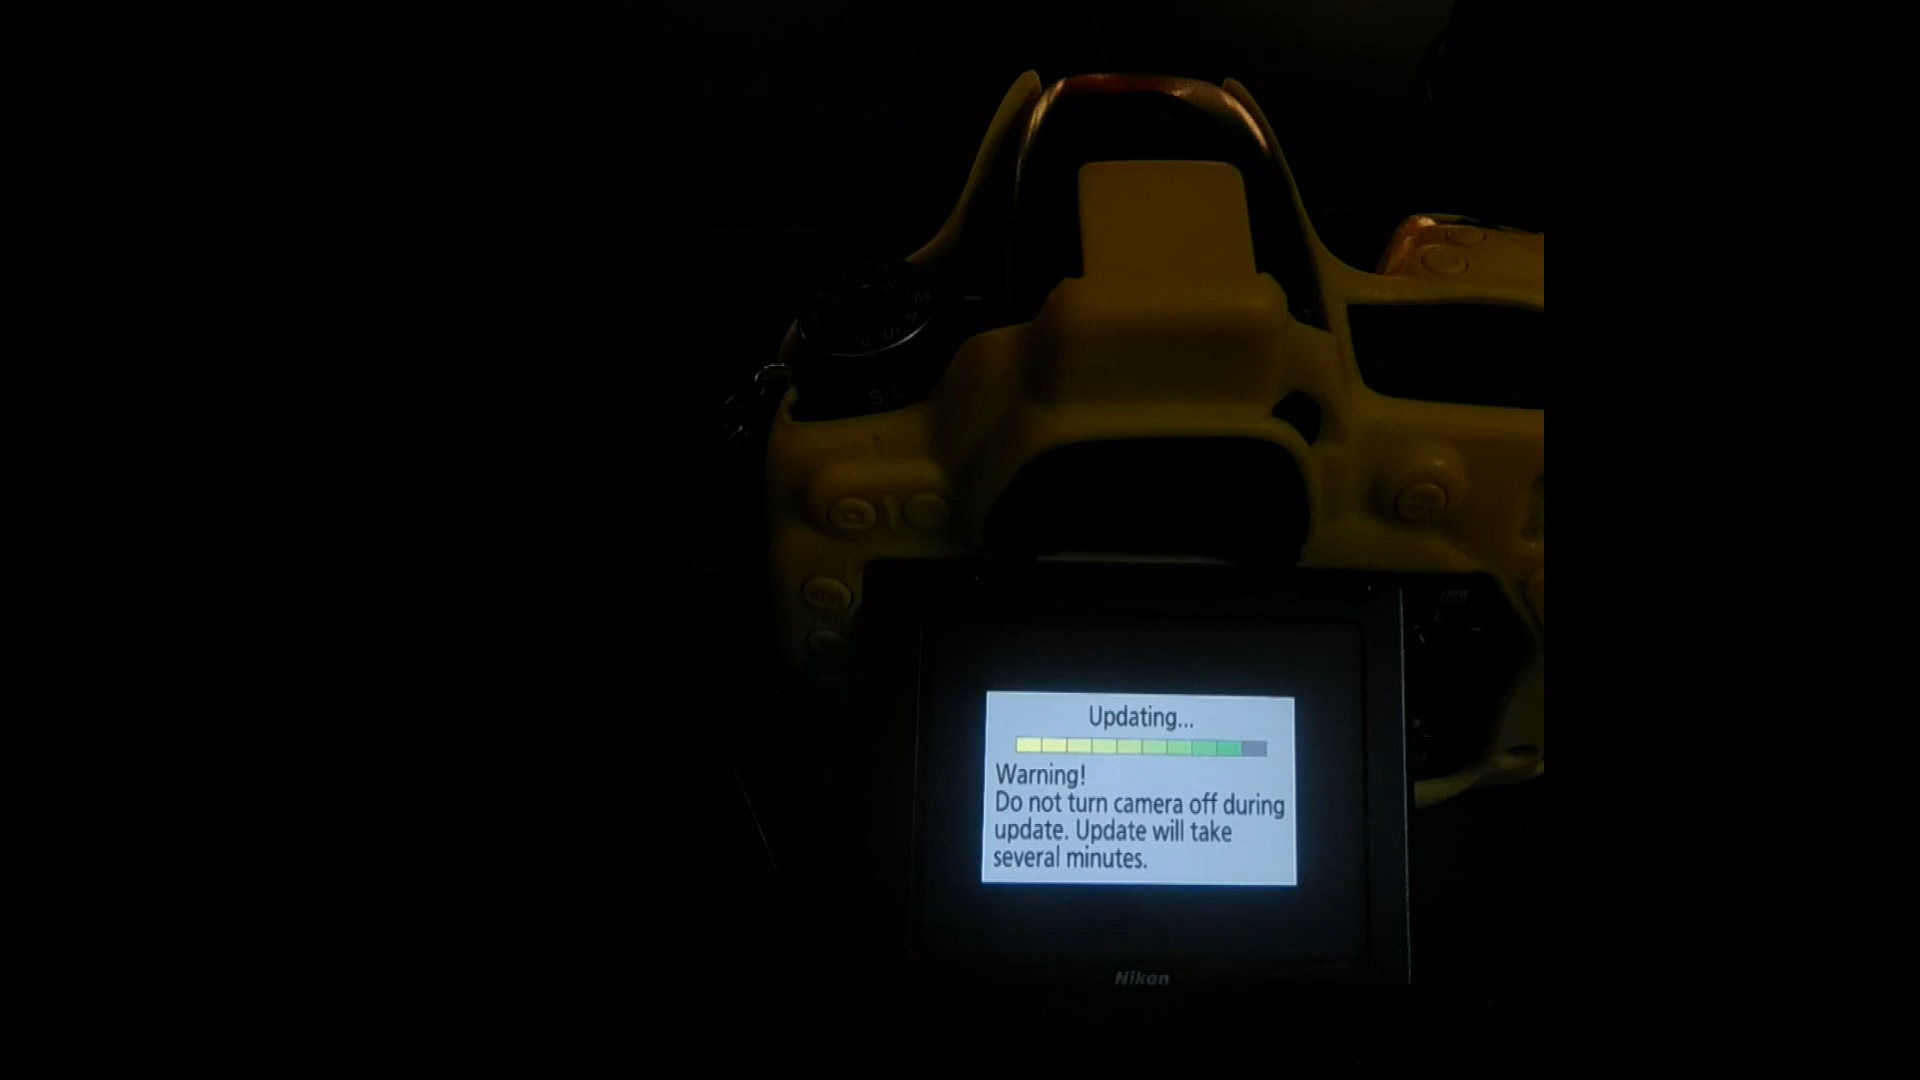 M
A
S
P
S L
Updating...
Warning!
Do not turn camera off during
update. Update will take
several minutes.
Nikon